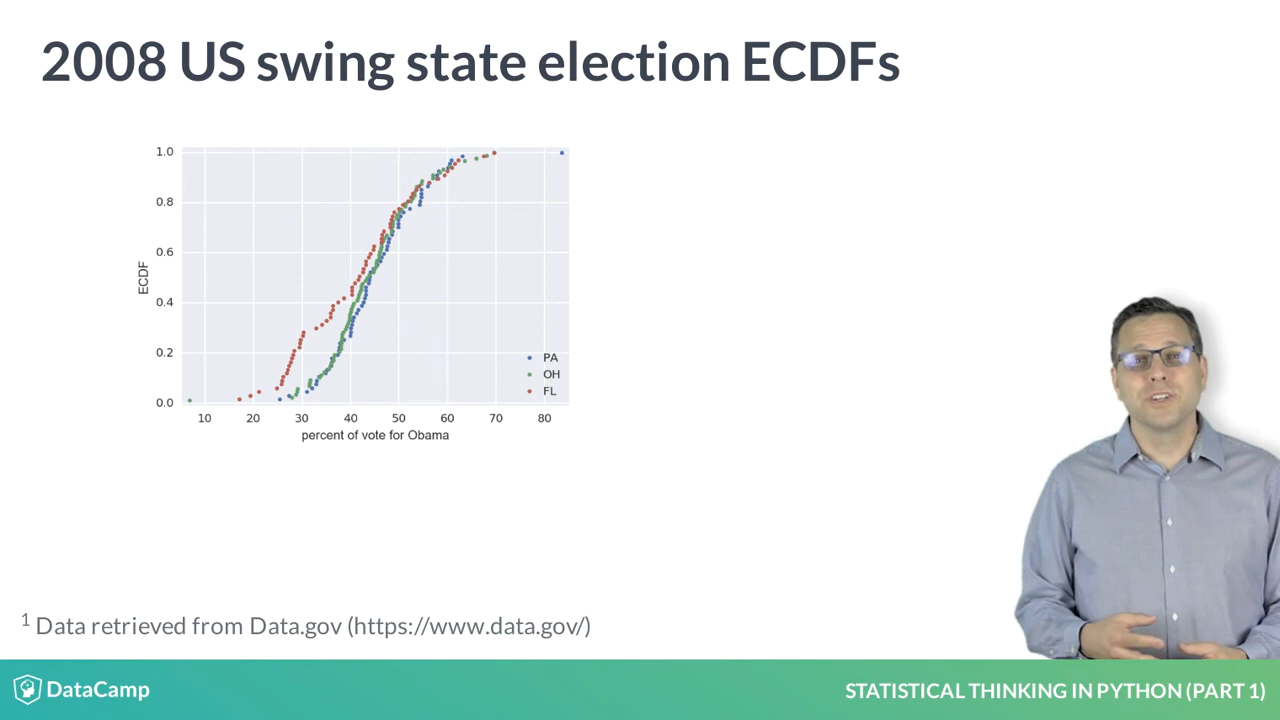 2008 US swing state election ECDFs
1.0
0.8
0.6
0.4
0.2
0.0
ECDF
PA
OH
FL
10 20 30 40 50 60 70 80
percent of vote for Obama
1 Data retrieved from Data.gov (https://www.data.gov/)
DataCamp
STATISTICAL THINKING IN PYTHON (PART 1)